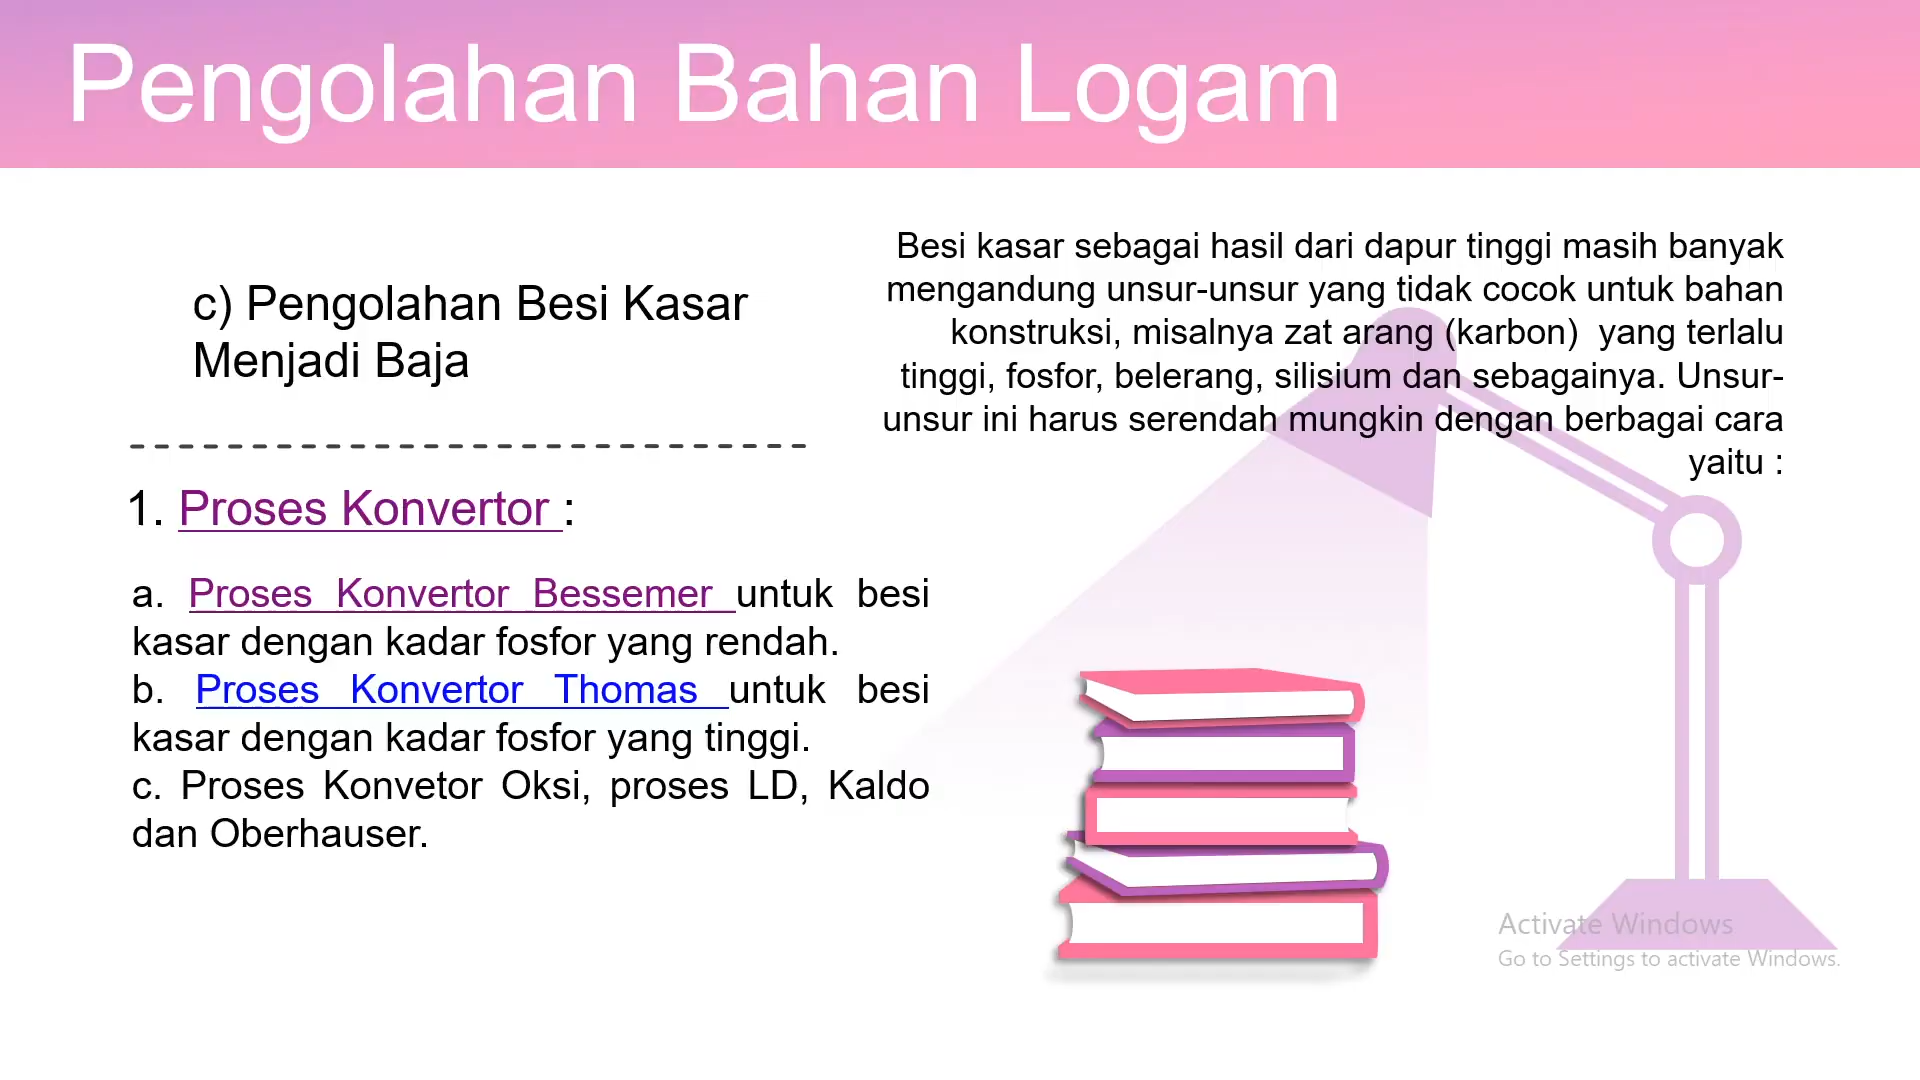 Pengolahan Bahan Logam
c) Pengolahan Besi Kasar
Menjadi Baja
Besi kasar sebagai hasil dari dapur tinggi masih banyak
mengandung unsur-unsur yang tidak cocok untuk bahan
konstruksi, misalnya zat arang (karbon) yang terlalu
tinggi, fosfor, belerang, silisium dan sebagainya. Unsur-
unsur ini harus serendah mungkin dengan berbagai cara
yaitu :
1. Proses Konvertor :
a. Proses Konvertor Bessemer untuk besi
kasar dengan kadar fosfor yang rendah.
b. Proses Konvertor Thomas untuk besi
kasar dengan kadar fosfor yang tinggi.
c. Proses Konvetor Oksi, proses LD, Kaldo
dan Oberhauser.
Activate Windows
Go to Settings to activate Windows.